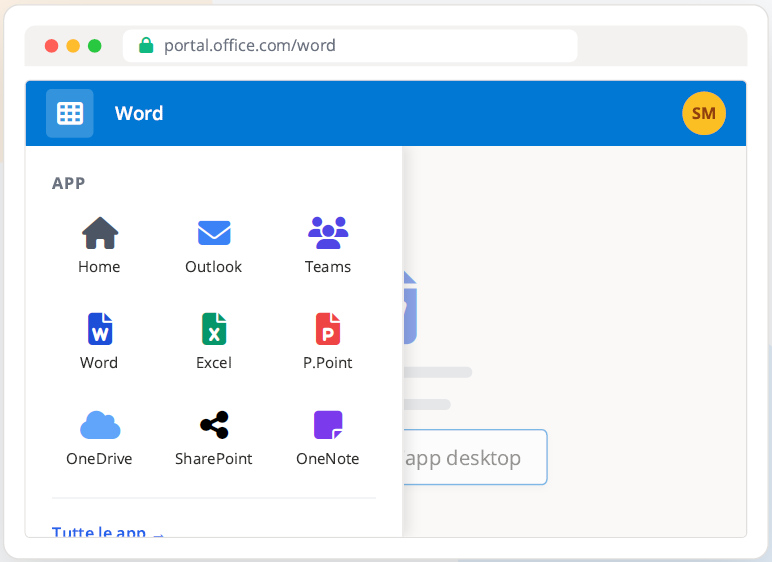 portal.office.com/word
Word
SM
APP
Home
Outlook
Teams
Word
Excel
P.Point
OneDrive
SharePoint
OneNote
app desktop
Tutte le app →